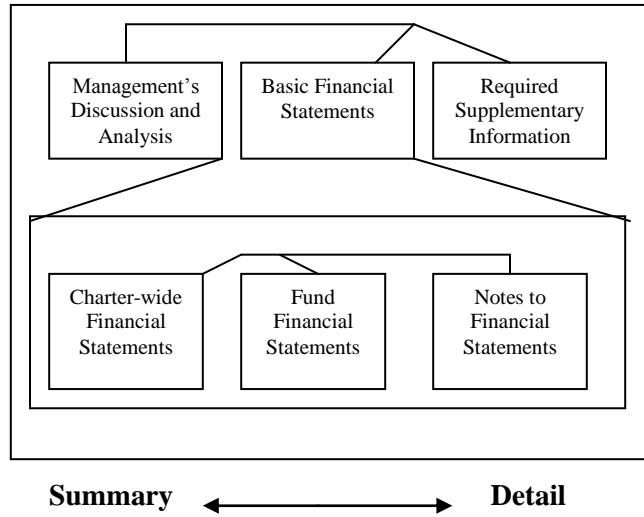 Management’s
Discussion and
Analysis
Basic Financial
Statements
Required
Supplementary
Information
Charter-wide
Financial
Statements
Fund
Financial
Statements
Notes to
Financial
Statements
Summary
Detail